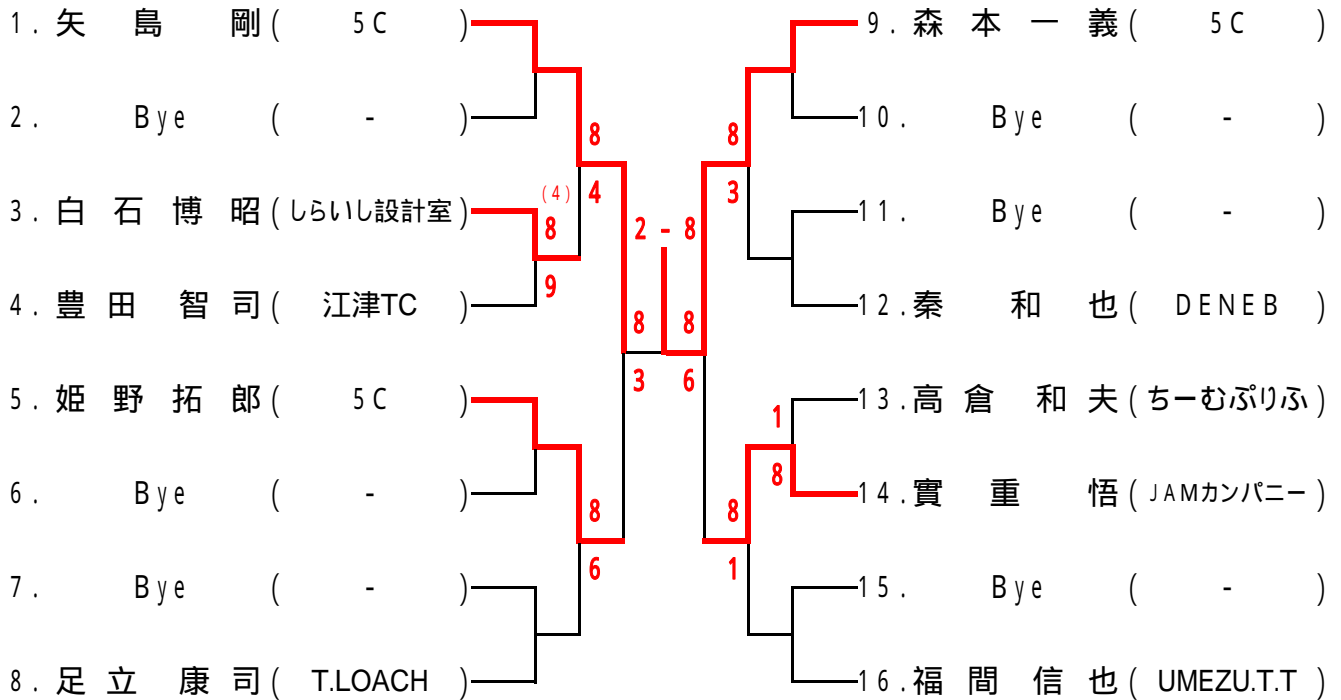 1. 矢島 剛 ( 5C )
2. Bye ( - )
3. 白石博昭 ( しらいし設計室 )
4. 豊田 智司 ( 江津TC )
5. 姫野拓郎 ( 5C )
6. Bye ( - )
7. Bye ( - )
8. 足立 康司 ( T.LOACH )
8
(4) 4
8
9
8
6
8
3
2 - 8
8
6
8
3
1
8
8
1
9. 森本一義 ( 5C )
10. Bye ( - )
11. Bye ( - )
12. 秦 和也 ( DENEB )
13. 高倉 和夫 ( ちーむぷりふ )
14. 實重 悟 ( JAMカンパニー )
15. Bye ( - )
16. 福間信也 ( UMEZU.T.T )